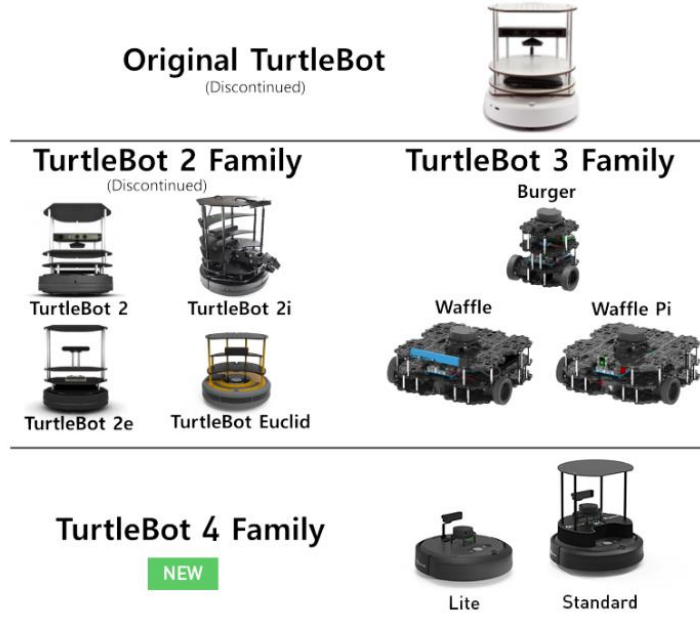 Original TurtleBot
(Discontinued)
TurtleBot 2 Family
(Discontinued)
TurtleBot 2
TurtleBot 2i
TurtleBot 2e
TurtleBot Euclid
TurtleBot 3 Family
Burger
Waffle
Waffle Pi
TurtleBot 4 Family
NEW
Lite
Standard